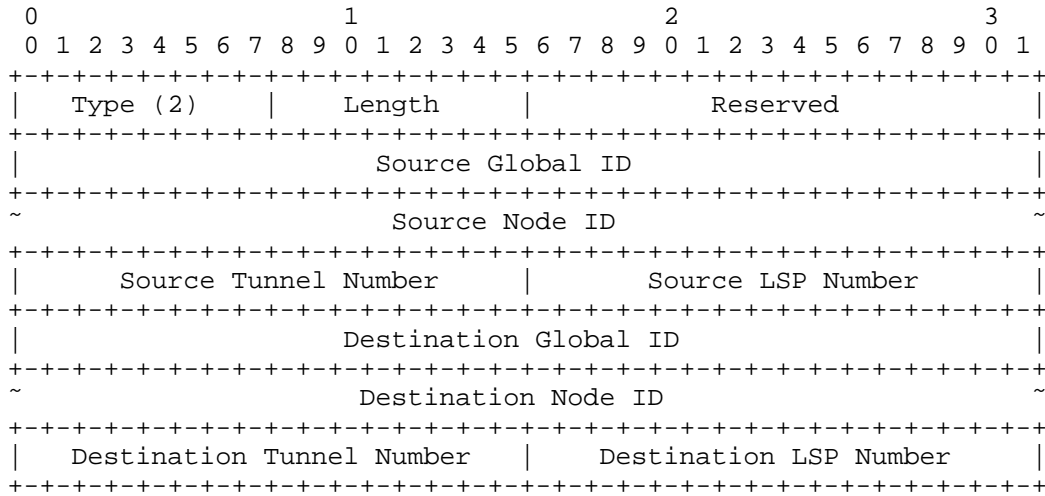 0                   1                   2                   3
 0 1 2 3 4 5 6 7 8 9 0 1 2 3 4 5 6 7 8 9 0 1 2 3 4 5 6 7 8 9 0 1
+-+-+-+-+-+-+-+-+-+-+-+-+-+-+-+-+-+-+-+-+-+-+-+-+-+-+-+-+-+-+-+-+
|   Type (2)    |    Length     |           Reserved            |
+-+-+-+-+-+-+-+-+-+-+-+-+-+-+-+-+-+-+-+-+-+-+-+-+-+-+-+-+-+-+-+-+
|                      Source Global ID                         |
+-+-+-+-+-+-+-+-+-+-+-+-+-+-+-+-+-+-+-+-+-+-+-+-+-+-+-+-+-+-+-+-+
~                       Source Node ID                          ~
+-+-+-+-+-+-+-+-+-+-+-+-+-+-+-+-+-+-+-+-+-+-+-+-+-+-+-+-+-+-+-+-+
|      Source Tunnel Number     |       Source LSP Number       |
+-+-+-+-+-+-+-+-+-+-+-+-+-+-+-+-+-+-+-+-+-+-+-+-+-+-+-+-+-+-+-+-+
|                    Destination Global ID                      |
+-+-+-+-+-+-+-+-+-+-+-+-+-+-+-+-+-+-+-+-+-+-+-+-+-+-+-+-+-+-+-+-+
~                     Destination Node ID                       ~
+-+-+-+-+-+-+-+-+-+-+-+-+-+-+-+-+-+-+-+-+-+-+-+-+-+-+-+-+-+-+-+-+
|   Destination Tunnel Number   |    Destination LSP Number     |
+-+-+-+-+-+-+-+-+-+-+-+-+-+-+-+-+-+-+-+-+-+-+-+-+-+-+-+-+-+-+-+-+